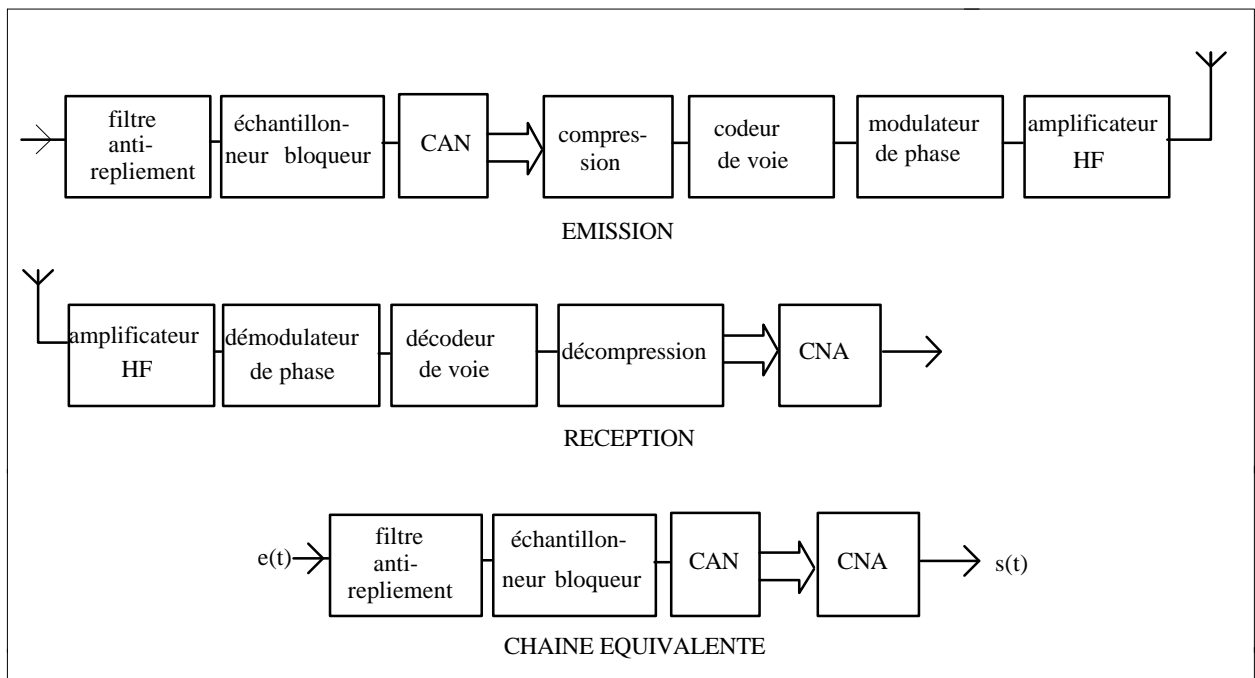 filtre
anti-
repliement
échantillon-
neur bloqueur
CAN
compres-
sion
codeur
de voie
modulateur
de phase
amplificateur
HF
EMISSION
amplificateur
HF
démodulateur
de phase
décodeur
de voie
décompression
CNA
RECEPTION
e(t)
filtre
anti-
repliement
échantillon-
neur bloqueur
CAN
CNA
s(t)
CHAINE EQUIVALENTE